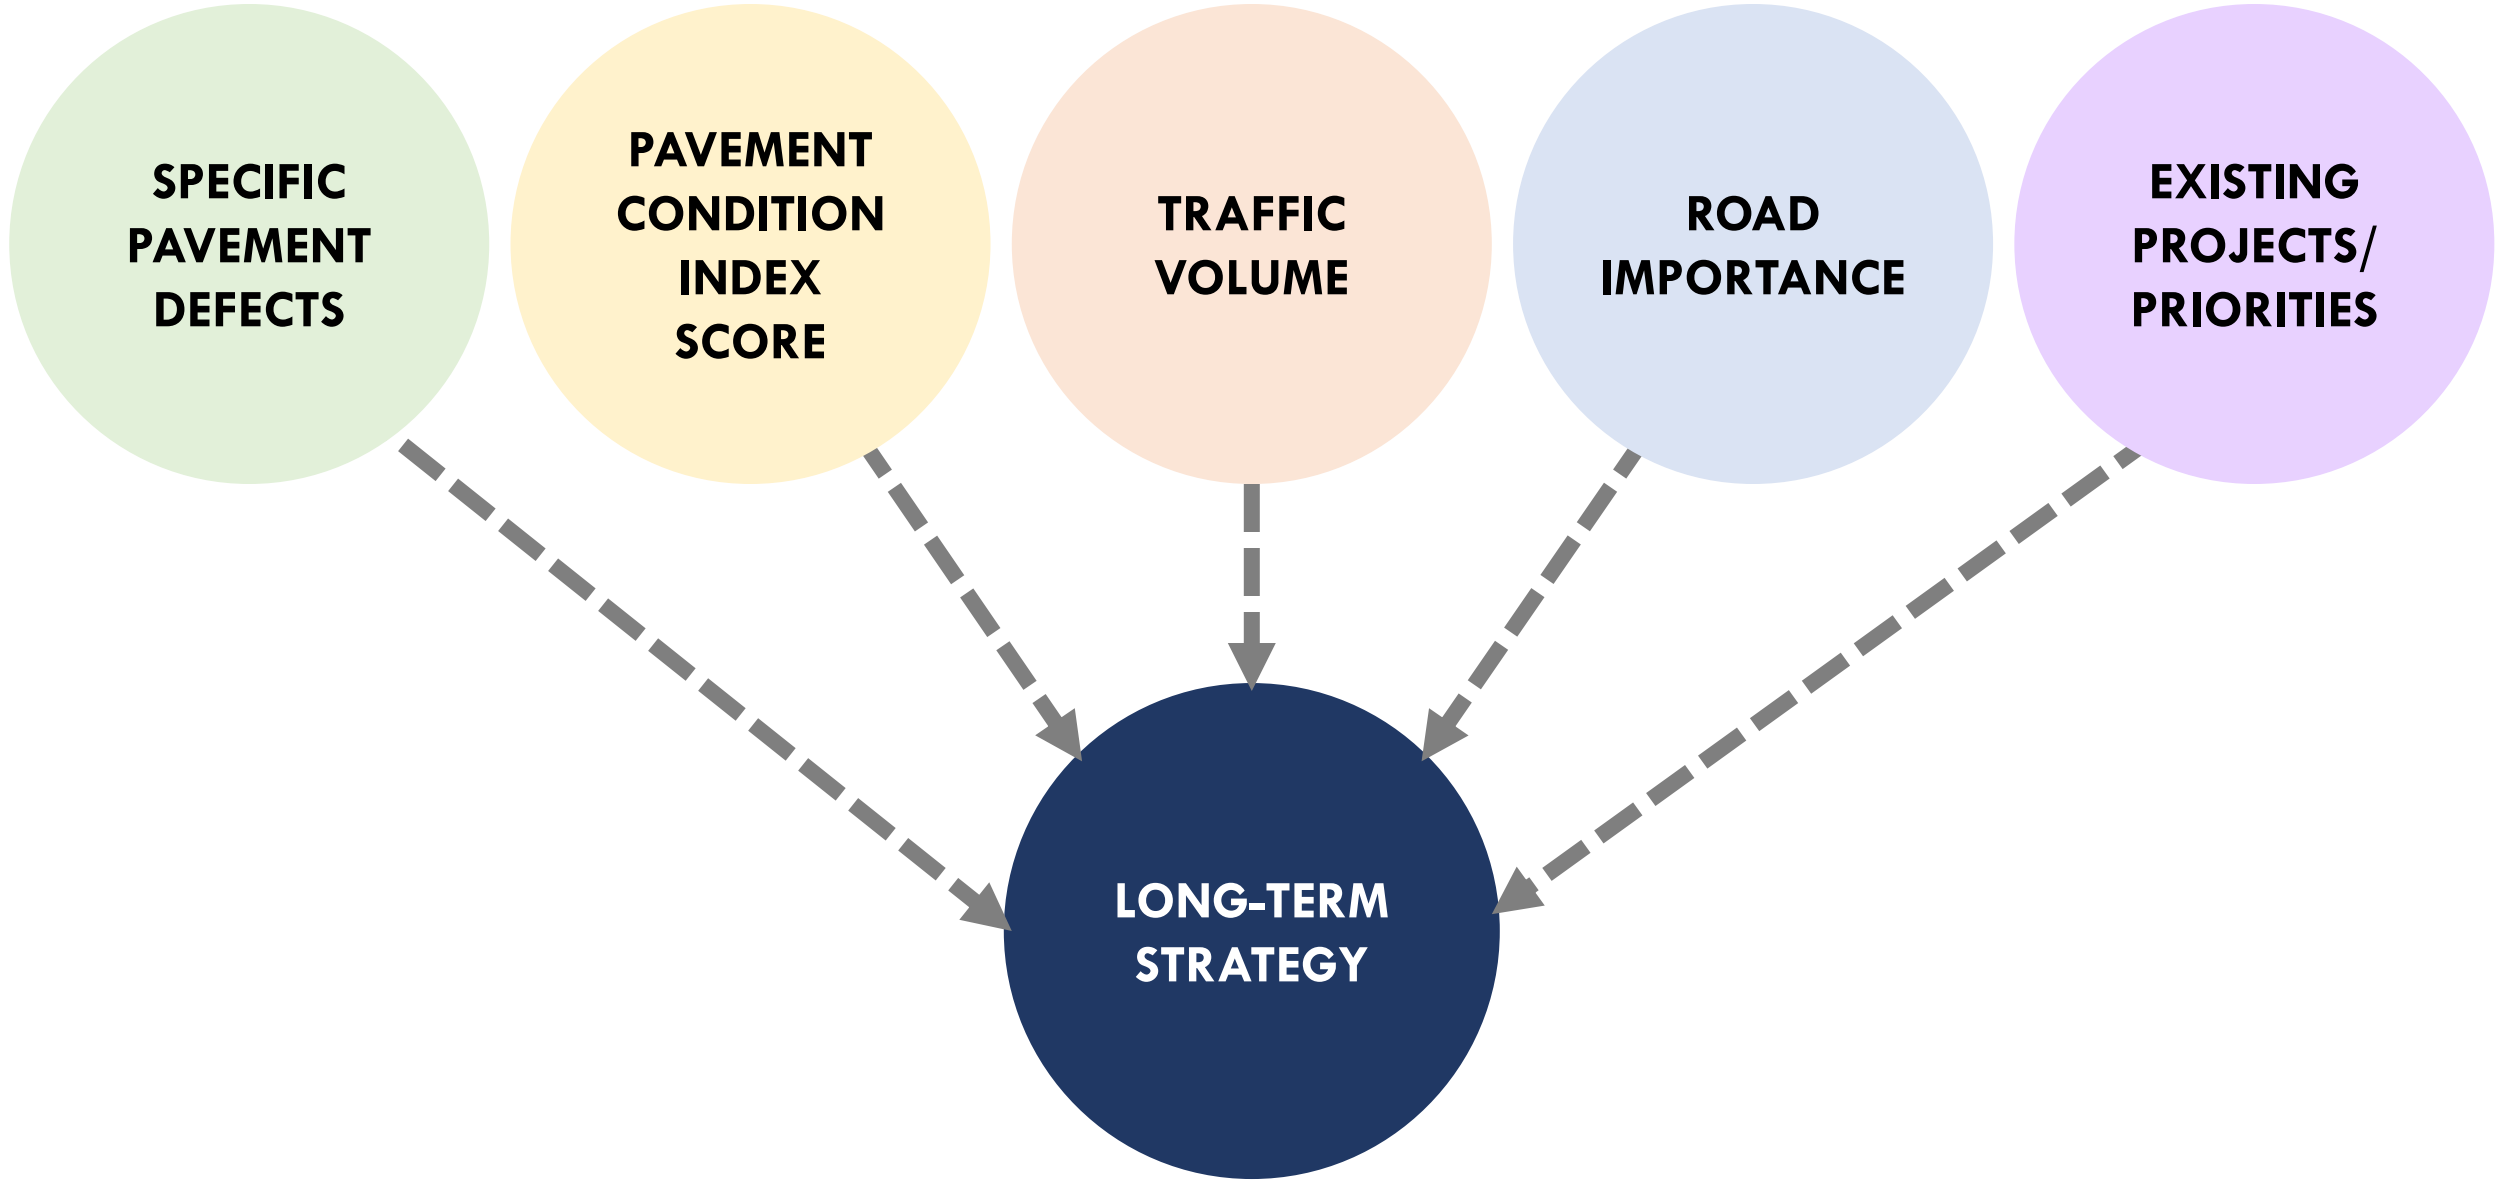 SPECIFIC
PAVEMENT
DEFECTS
PAVEMENT
CONDITION
INDEX
SCORE
TRAFFIC
VOLUME
ROAD
IMPORTANCE
EXISTING
PROJECTS/
PRIORITIES
LONG-TERM
STRATEGY